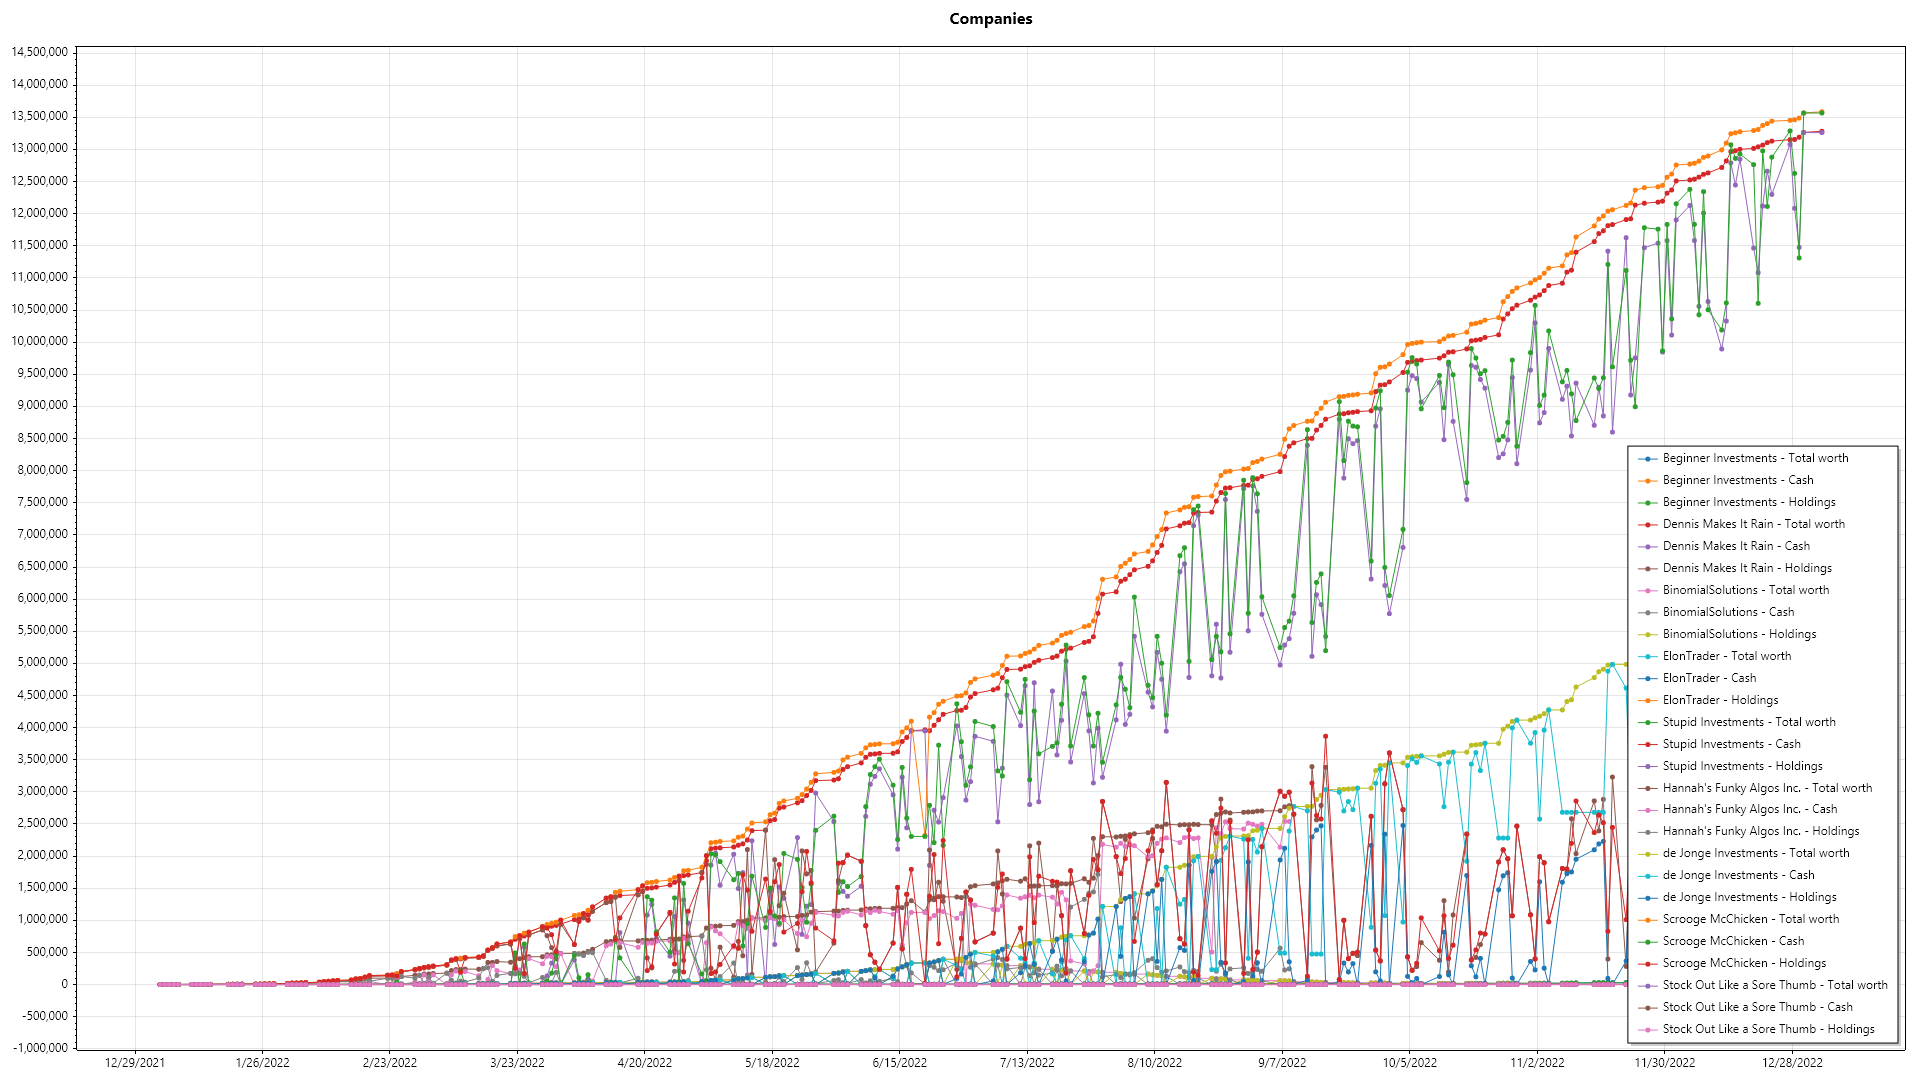 Companies
14,500,000
14,000,000
13,500,000
13,000,000
12,500,000
12,000,000
11,500,000
11,000,000
10,500,000
10,000,000
9,500,000
9,000,000
8,500,000
8,000,000
7,500,000
7,000,000
6,500,000
6,000,000
5,500,000
5,000,000
4,500,000
4,000,000
3,500,000
3,000,000
2,500,000
2,000,000
1,500,000
1,000,000
500,000
0
-500,000
-1,000,000
12/29/2021
1/26/2022
2/23/2022
3/23/2022
4/20/2022
5/18/2022
6/15/2022
7/13/2022
8/10/2022
9/7/2022
10/5/2022
11/2/2022
11/30/2022
12/28/2022
Beginner Investments - Total worth
Beginner Investments - Cash
Beginner Investments - Holdings
Dennis Makes It Rain - Total worth
Dennis Makes It Rain - Cash
Dennis Makes It Rain - Holdings
BinomialSolutions - Total worth
BinomialSolutions - Cash
BinomialSolutions - Holdings
ElonTrader - Total worth
ElonTrader - Cash
ElonTrader - Holdings
Stupid Investments - Total worth
Stupid Investments - Cash
Stupid Investments - Holdings
Hannah's Funky Algos Inc. - Total worth
Hannah's Funky Algos Inc. - Cash
Hannah's Funky Algos Inc. - Holdings
de Jonge Investments - Total worth
de Jonge Investments - Cash
de Jonge Investments - Holdings
Scrooge McChicken - Total worth
Scrooge McChicken - Cash
Scrooge McChicken - Holdings
Stock Out Like a Sore Thumb - Total worth
Stock Out Like a Sore Thumb - Cash
Stock Out Like a Sore Thumb - Holdings